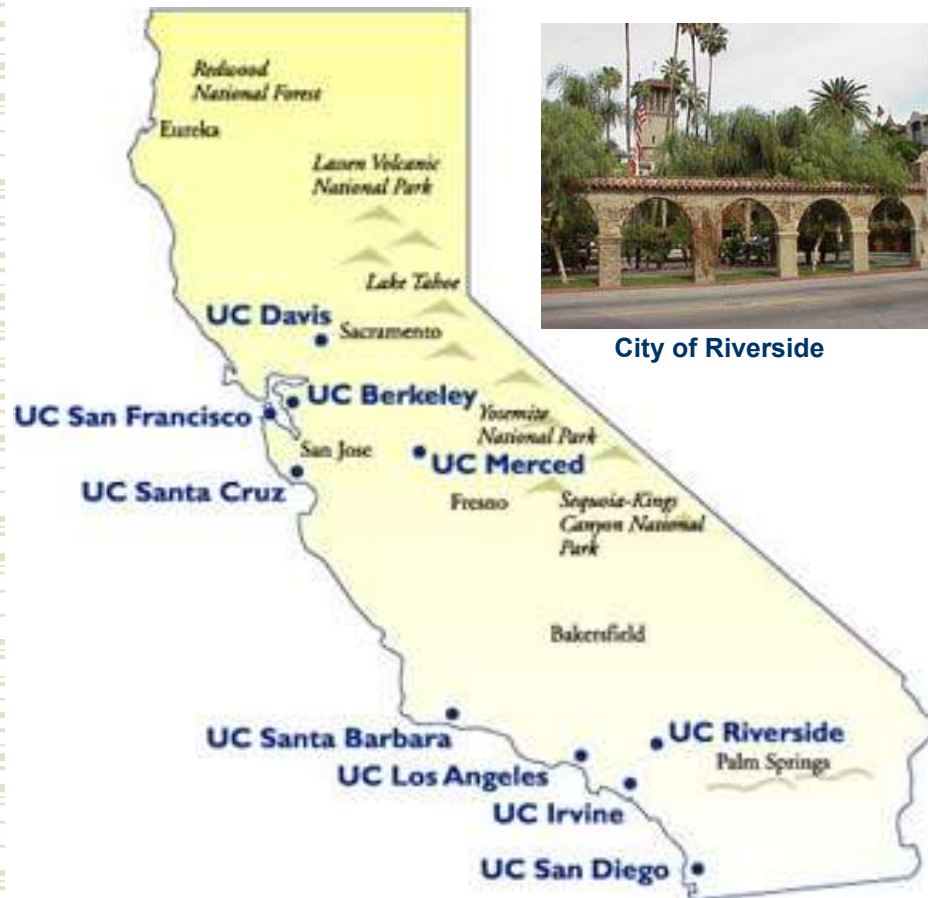 Redwood
National Forest
Eureka
Lassen Volcanic
National Park
Lake Tahoe
UC Davis
Sacramento
City of Riverside
UC Berkeley
UC San Francisco
Yosemite
National Park
San Jose
UC Merced
UC Santa Cruz
Fresno
Sequoia-Kings
Canyon National
Park
Bakersfield
UC Santa Barbara
UC Riverside
Palm Springs
UC Los Angeles
UC Irvine
UC San Diego